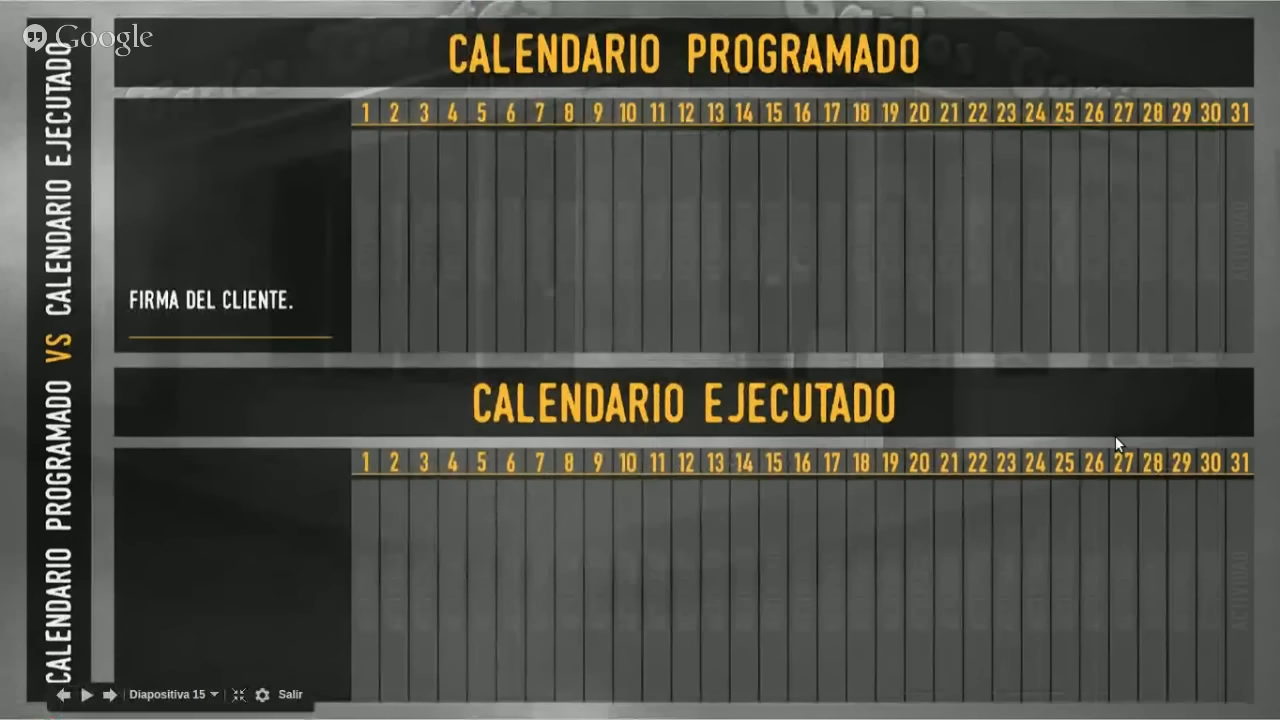 Google
CALENDARIO PROGRAMADO VS CALENDARIO EJECUTADO
CALENDARIO PROGRAMADO
1 2 3 4 5 6 7 8 9 10 11 12 13 14 15 16 17 18 19 20 21 22 23 24 25 26 27 28 29 30 31
ACTIVIDAD
FIRMA DEL CLIENTE.
CALENDARIO EJECUTADO
1 2 3 4 5 6 7 8 9 10 11 12 13 14 15 16 17 18 19 20 21 22 23 24 25 26 27 28 29 30 31
ACTIVIDAD
Diapositiva 15
Salir